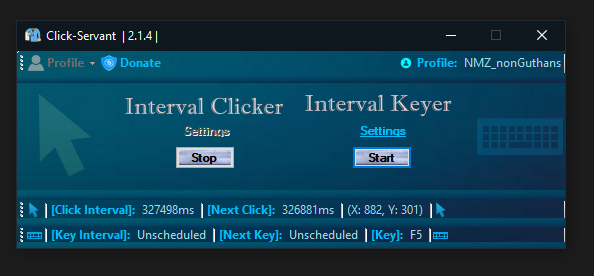 Click-Servant | 2.1.4 |
Profile Donate Profile: NMZ_nonGuthans
Interval Clicker Interval Keyer
Settings Settings
Stop Start
[Click Interval]: 327498ms [Next Click]: 326881ms (X: 882, Y: 301)
[Key Interval]: Unscheduled [Next Key]: Unscheduled [Key]: F5